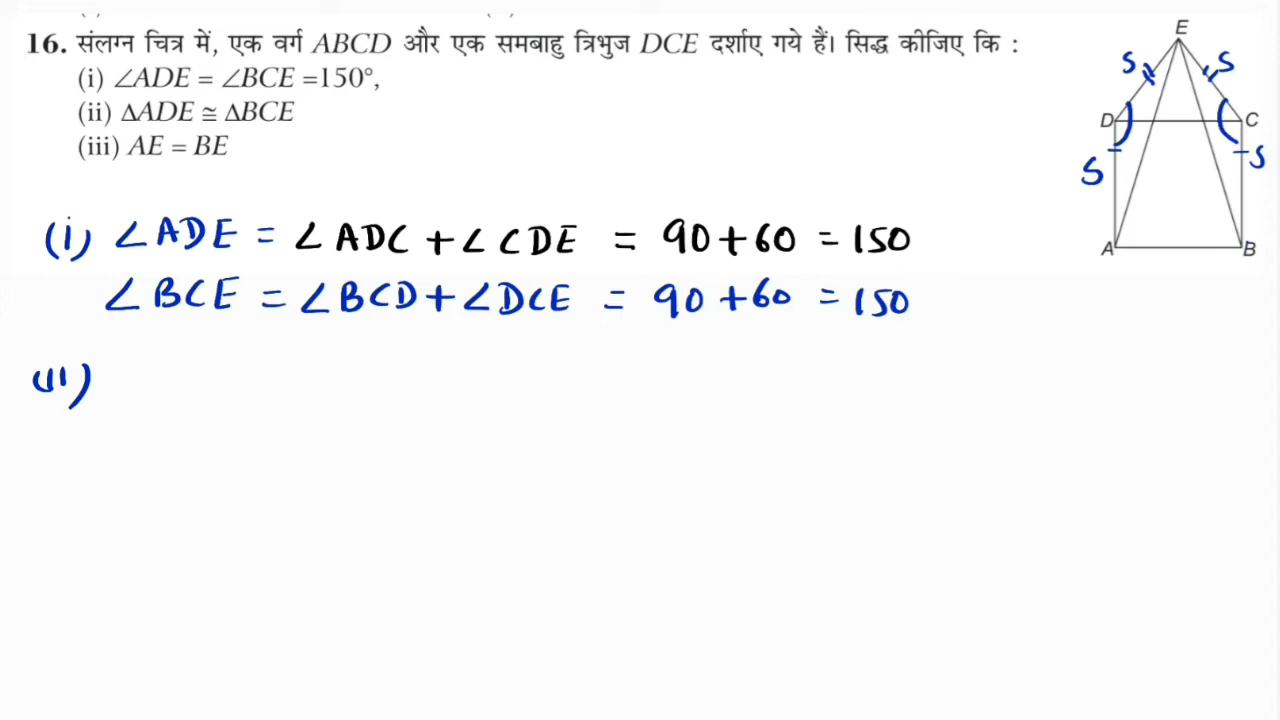 16. संलग्न चित्र में, एक वर्ग ABCD और एक समबाहु त्रिभुज DCE दर्शाए गये हैं। सिद्ध कीजिए कि :
(i) ∠ADE = ∠BCE =150°,
(ii) ΔADE ≅ ΔBCE
(iii) AE = BE
E
S S
D C
S S
A B
(i) ∠ADE = ∠ADC + ∠CDE = 90+60 = 150
∠BCE = ∠BCD + ∠DCE = 90+60 = 150
(ii)